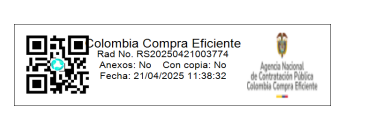 Colombia Compra Eficiente
Rad No. RS20250421003774
Anexos: No Con copia: No
Fecha: 21/04/2025 11:38:32
Agencia Nacional
de Contratación Pública
Colombia Compra Eficiente